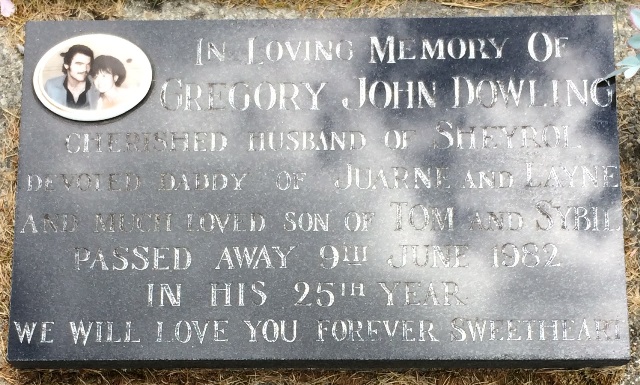 In Loving Memory Of
Gregory John Dowling
cherished husband of Sheyrol
devoted daddy of Juarne and Layne
and much loved son of Tom and Sybil
passed away 9th June 1982
in his 25th year
we will love you forever sweetheart